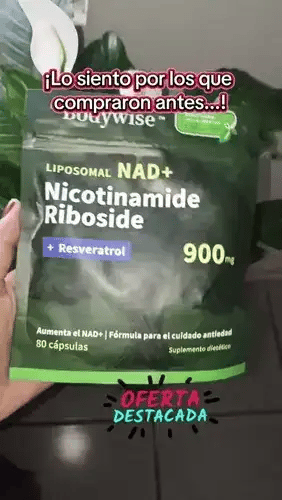 ¡Lo siento por los que
compraron antes...!
Bodywise™
LIPOSOMAL NAD+
Nicotinamide
Riboside
+ Resveratrol
900mg
Aumenta el NAD+ | Fórmula para el cuidado antiedad
80 cápsulas
Suplemento dietético
OFERTA
DESTACADA